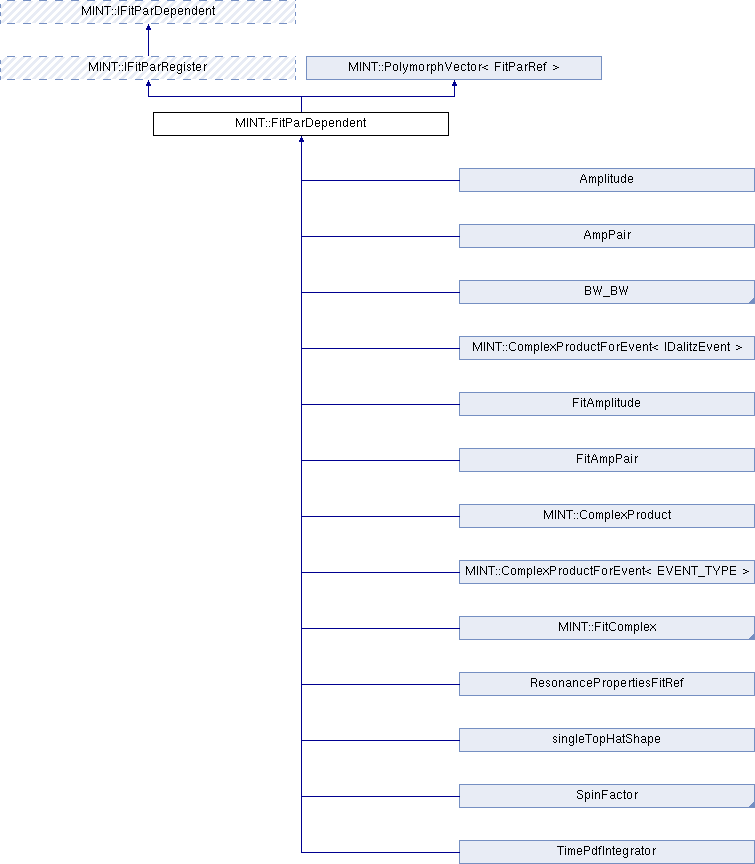 MINT::IFitParDependent
MINT::IFitParRegister
MINT::PolymorphVector< FitParRef >
MINT::FitParDependent
Amplitude
AmpPair
BW_BW
MINT::ComplexProductForEvent< IDalitzEvent >
FitAmplitude
FitAmpPair
MINT::ComplexProduct
MINT::ComplexProductForEvent< EVENT_TYPE >
MINT::FitComplex
ResonancePropertiesFitRef
singleTopHatShape
SpinFactor
TimePdfIntegrator